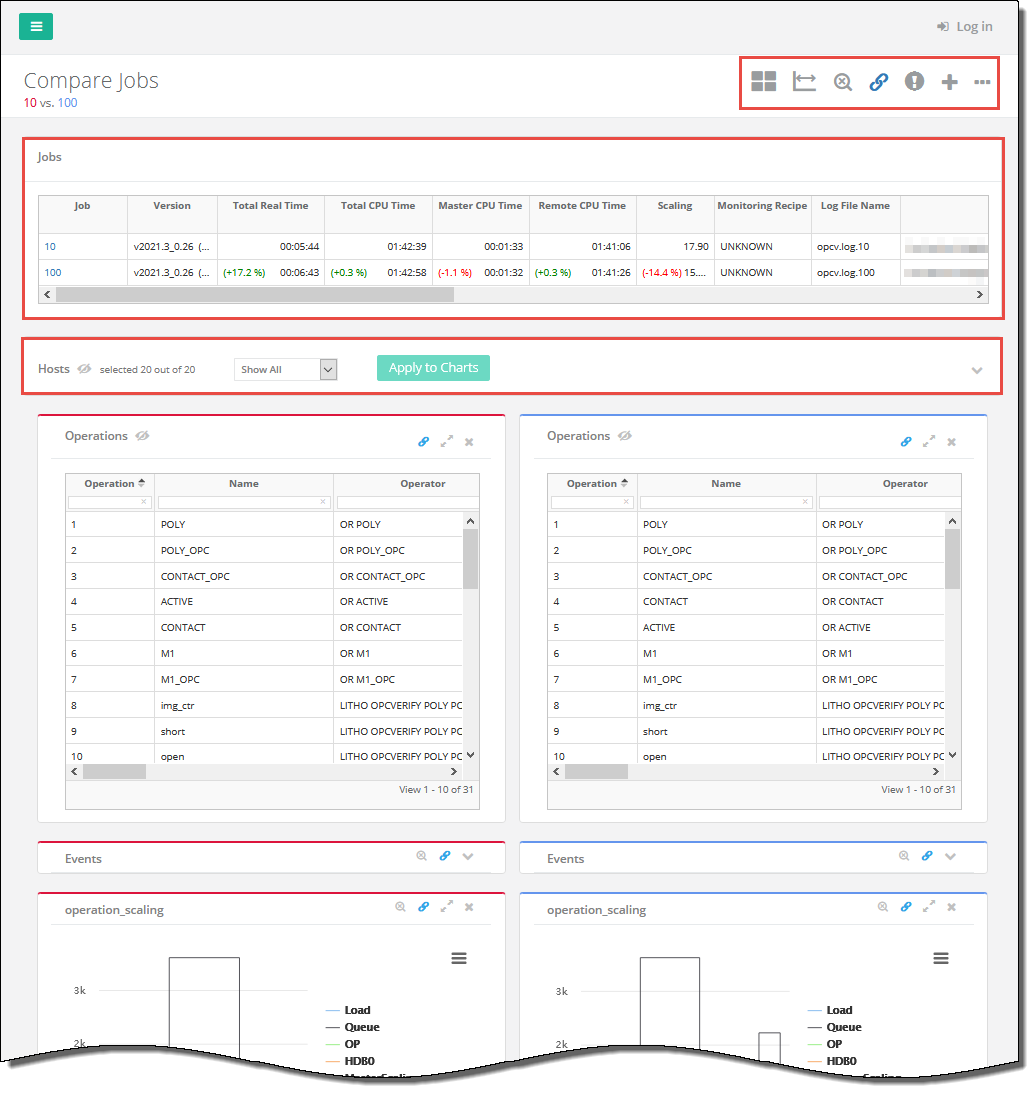 Log in
Compare Jobs
10 vs. 100
Jobs
Job Version Total Real Time Total CPU Time Master CPU Time Remote CPU Time Scaling Monitoring Recipe Log File Name
10 v2021.3_0.26 (... 00:05:44 01:42:39 00:01:33 01:41:06 17.90 UNKNOWN opcv.log.10
100 v2021.3_0.26 (... (+17.2 %) 00:06:43 (+0.3 %) 01:42:58 (-1.1 %) 00:01:32 (+0.3 %) 01:41:26 (-14.4 %) 15.... UNKNOWN opcv.log.100
Hosts selected 20 out of 20 Show All Apply to Charts
Operations
Operation Name Operator
1 POLY OR POLY
2 POLY_OPC OR POLY_OPC
3 CONTACT_OPC OR CONTACT_OPC
4 ACTIVE OR ACTIVE
5 CONTACT OR CONTACT
6 M1 OR M1
7 M1_OPC OR M1_OPC
8 img_ctr LITHO OPCVERIFY POLY PC
9 short LITHO OPCVERIFY POLY PC
10 open LITHO OPCVERIFY POLY PC
View 1 - 10 of 31
Operations
Operation Name Operator
1 POLY OR POLY
2 POLY_OPC OR POLY_OPC
3 CONTACT_OPC OR CONTACT_OPC
4 CONTACT OR CONTACT
5 ACTIVE OR ACTIVE
6 M1 OR M1
7 M1_OPC OR M1_OPC
8 img_ctr LITHO OPCVERIFY POLY PC
9 short LITHO OPCVERIFY POLY PC
10 open LITHO OPCVERIFY POLY PC
View 1 - 10 of 31
Events
Events
operation_scaling
3k
2k
Load
Queue
OP
HDB0
operation_scaling
3k
2k
Load
Queue
OP
HDB0